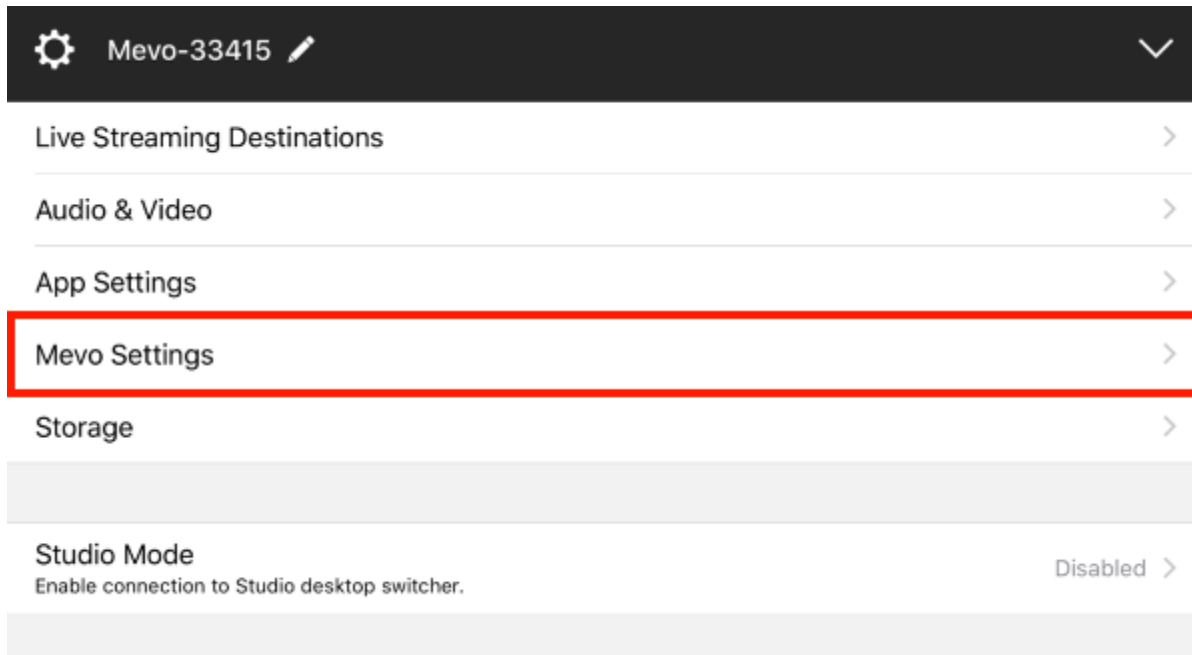 Mevo-33415
Live Streaming Destinations
Audio & Video
App Settings
Mevo Settings
Storage
Studio Mode
Disabled
Enable connection to Studio desktop switcher.